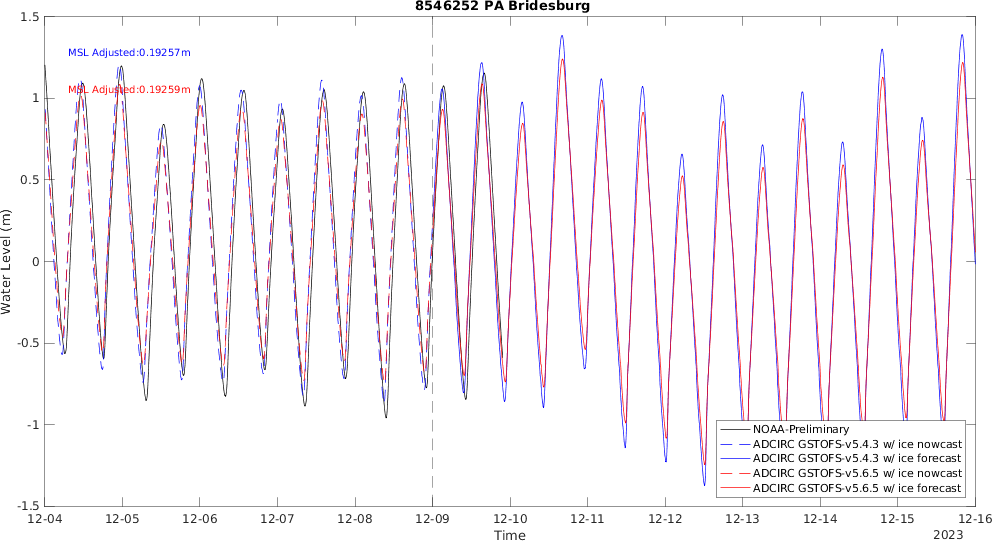 8546252 PA Bridesburg
MSL Adjusted:0.19257m
MSL Adjusted:0.19259m
Water Level (m)
1.5
1
0.5
0
-0.5
-1
-1.5
NOAA-Preliminary
ADCIRC GSTOFS-v5.4.3 w/ ice nowcast
ADCIRC GSTOFS-v5.4.3 w/ ice forecast
ADCIRC GSTOFS-v5.6.5 w/ ice nowcast
ADCIRC GSTOFS-v5.6.5 w/ ice forecast
12-04 12-05 12-06 12-07 12-08 12-09 12-10 12-11 12-12 12-13 12-14 12-15 12-16
Time
2023